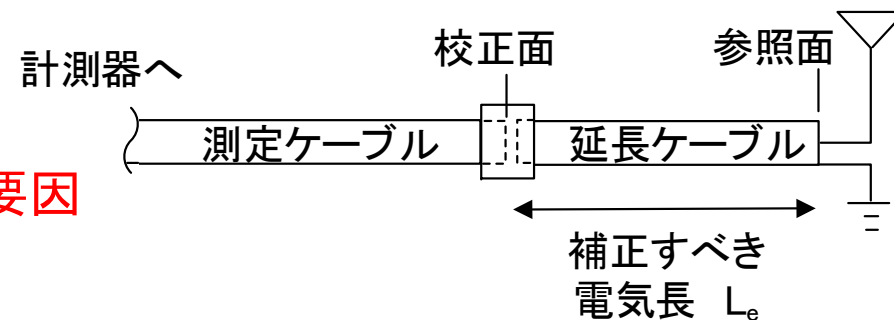 計測器へ
校正面
参照面
測定ケーブル
延長ケーブル
要因
補正すべき
電気長 Lₑ